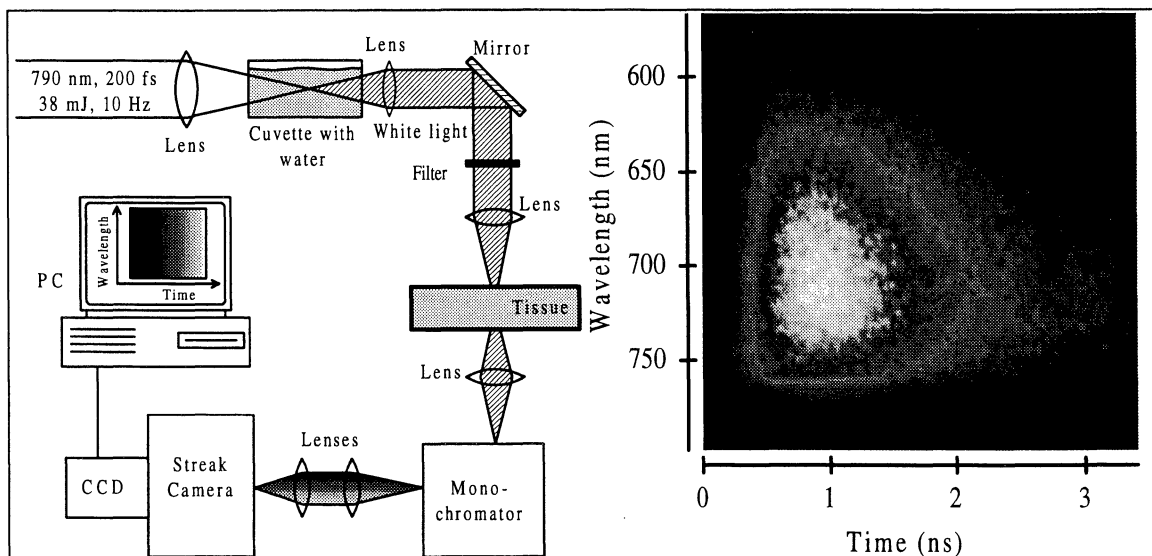 790 nm, 200 fs
38 mJ, 10 Hz
Lens
Cuvette with
water
Lens
White light
Mirror
Filter
Lens
Tissue
Lens
Mono-
chromator
Lenses
Streak
Camera
CCD
PC
Wavelength
Time
Wavelength (nm)
600
650
700
750
0
1
2
3
Time (ns)